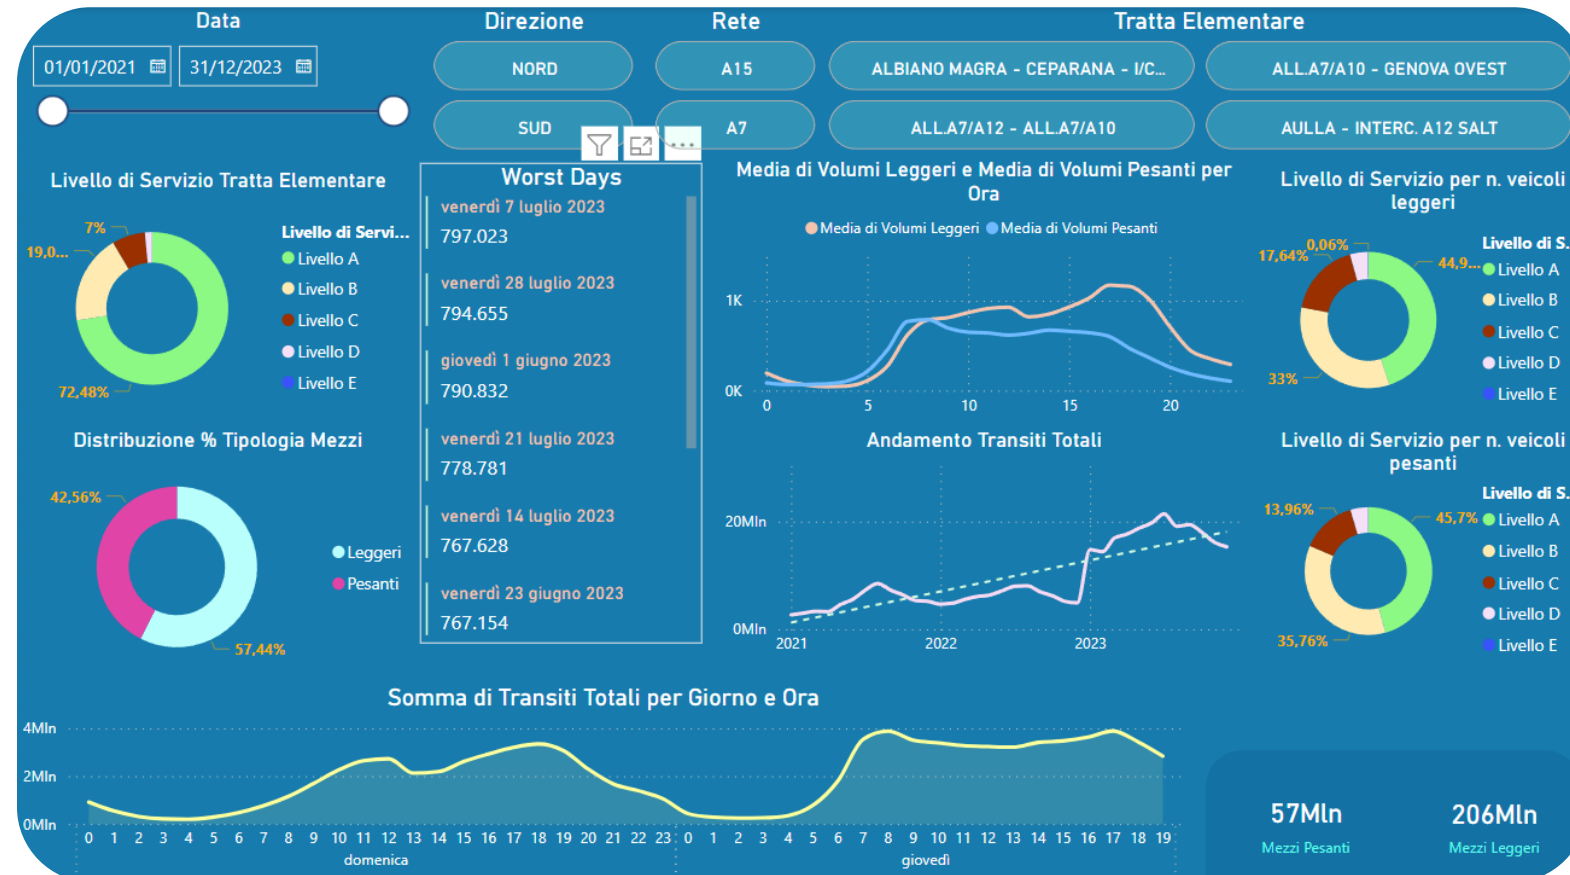 Data
Direzione
Rete
Tratta Elementare
01/01/2021
31/12/2023
NORD
A15
ALBIANO MAGRA - CEPARANA - I/C...
ALL.A7/A10 - GENOVA OVEST
SUD
A7
ALL.A7/A12 - ALL.A7/A10
AULLA - INTERC. A12 SALT
Livello di Servizio Tratta Elementare
7%
19,0...
72,48%
Livello di Servi...
Livello A
Livello B
Livello C
Livello D
Livello E
Worst Days
venerdì 7 luglio 2023
797.023
venerdì 28 luglio 2023
794.655
giovedì 1 giugno 2023
790.832
venerdì 21 luglio 2023
778.781
venerdì 14 luglio 2023
767.628
venerdì 23 giugno 2023
767.154
Media di Volumi Leggeri e Media di Volumi Pesanti per
Ora
Media di Volumi Leggeri Media di Volumi Pesanti
1K
0K
0 5 10 15 20
Livello di Servizio per n. veicoli
leggeri
0,06%
17,64%
44,9...
33%
Livello di S.
Livello A
Livello B
Livello C
Livello D
Livello E
Distribuzione % Tipologia Mezzi
42,56%
57,44%
Leggeri
Pesanti
Andamento Transiti Totali
20Mln
0Mln
2021 2022 2023
Livello di Servizio per n. veicoli
pesanti
13,96%
45,7%
35,76%
Livello di S.
Livello A
Livello B
Livello C
Livello D
Livello E
Somma di Transiti Totali per Giorno e Ora
4Mln
2Mln
0Mln
0 1 2 3 4 5 6 7 8 9 10 11 12 13 14 15 16 17 18 19 20 21 22 23 0 1 2 3 4 5 6 7 8 9 10 11 12 13 14 15 16 17 18 19
domenica giovedì
57Mln
Mezzi Pesanti
206Mln
Mezzi Leggeri